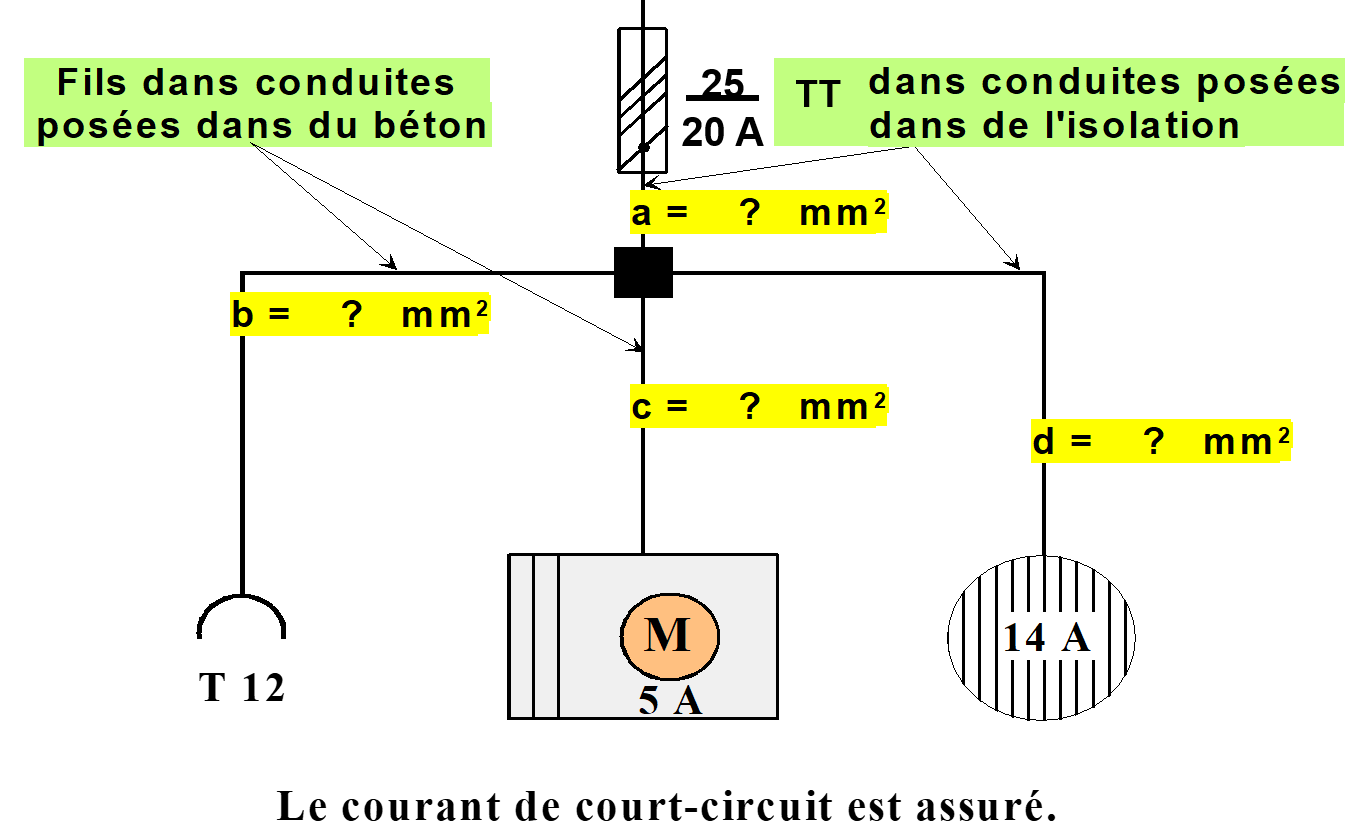 Fils dans conduites
posées dans du béton
25
20 A
TT dans conduites posées
dans de l'isolation
a = ? mm²
b = ? mm²
c = ? mm²
d = ? mm²
T 12
M
5 A
14 A
Le courant de court-circuit est assuré.